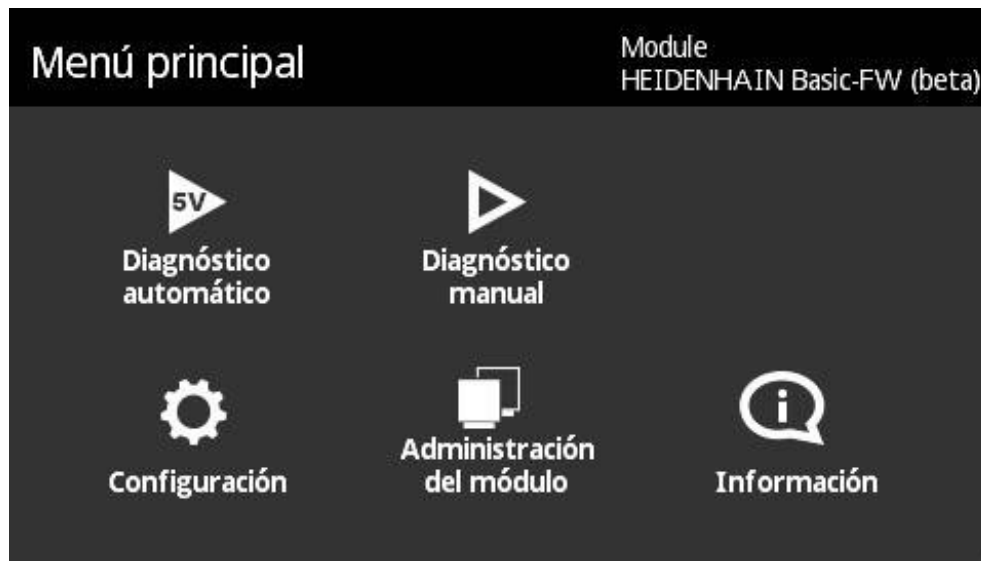 Menú principal
Module
HEIDENHAIN Basic-FW (beta)
5V
Diagnóstico
automático
Diagnóstico
manual
Configuración
Administración
del módulo
i
Información